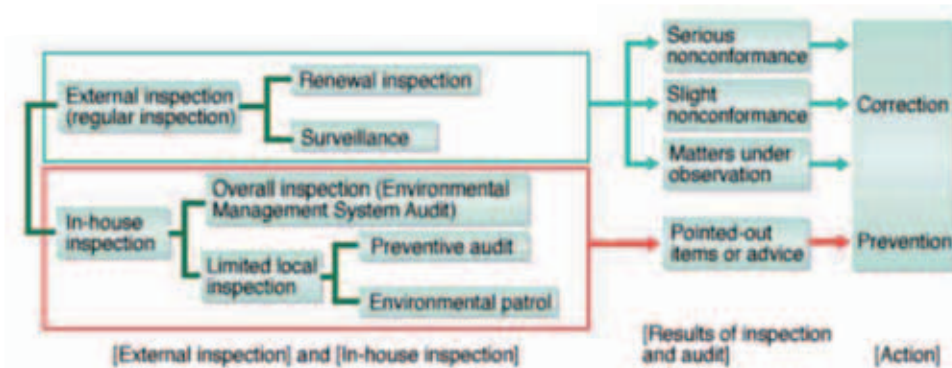 External inspection
(regular inspection)
Renewal inspection
Surveillance
In-house
inspection
Overall inspection (Environmental
Management System Audit)
Limited local
inspection
Preventive audit
Environmental patrol
[External inspection] and [In-house inspection]
Serious
nonconformance
Slight
nonconformance
Matters under
observation
Pointed-out
items or advice
[Results of inspection
and audit]
Correction
Prevention
[Action]